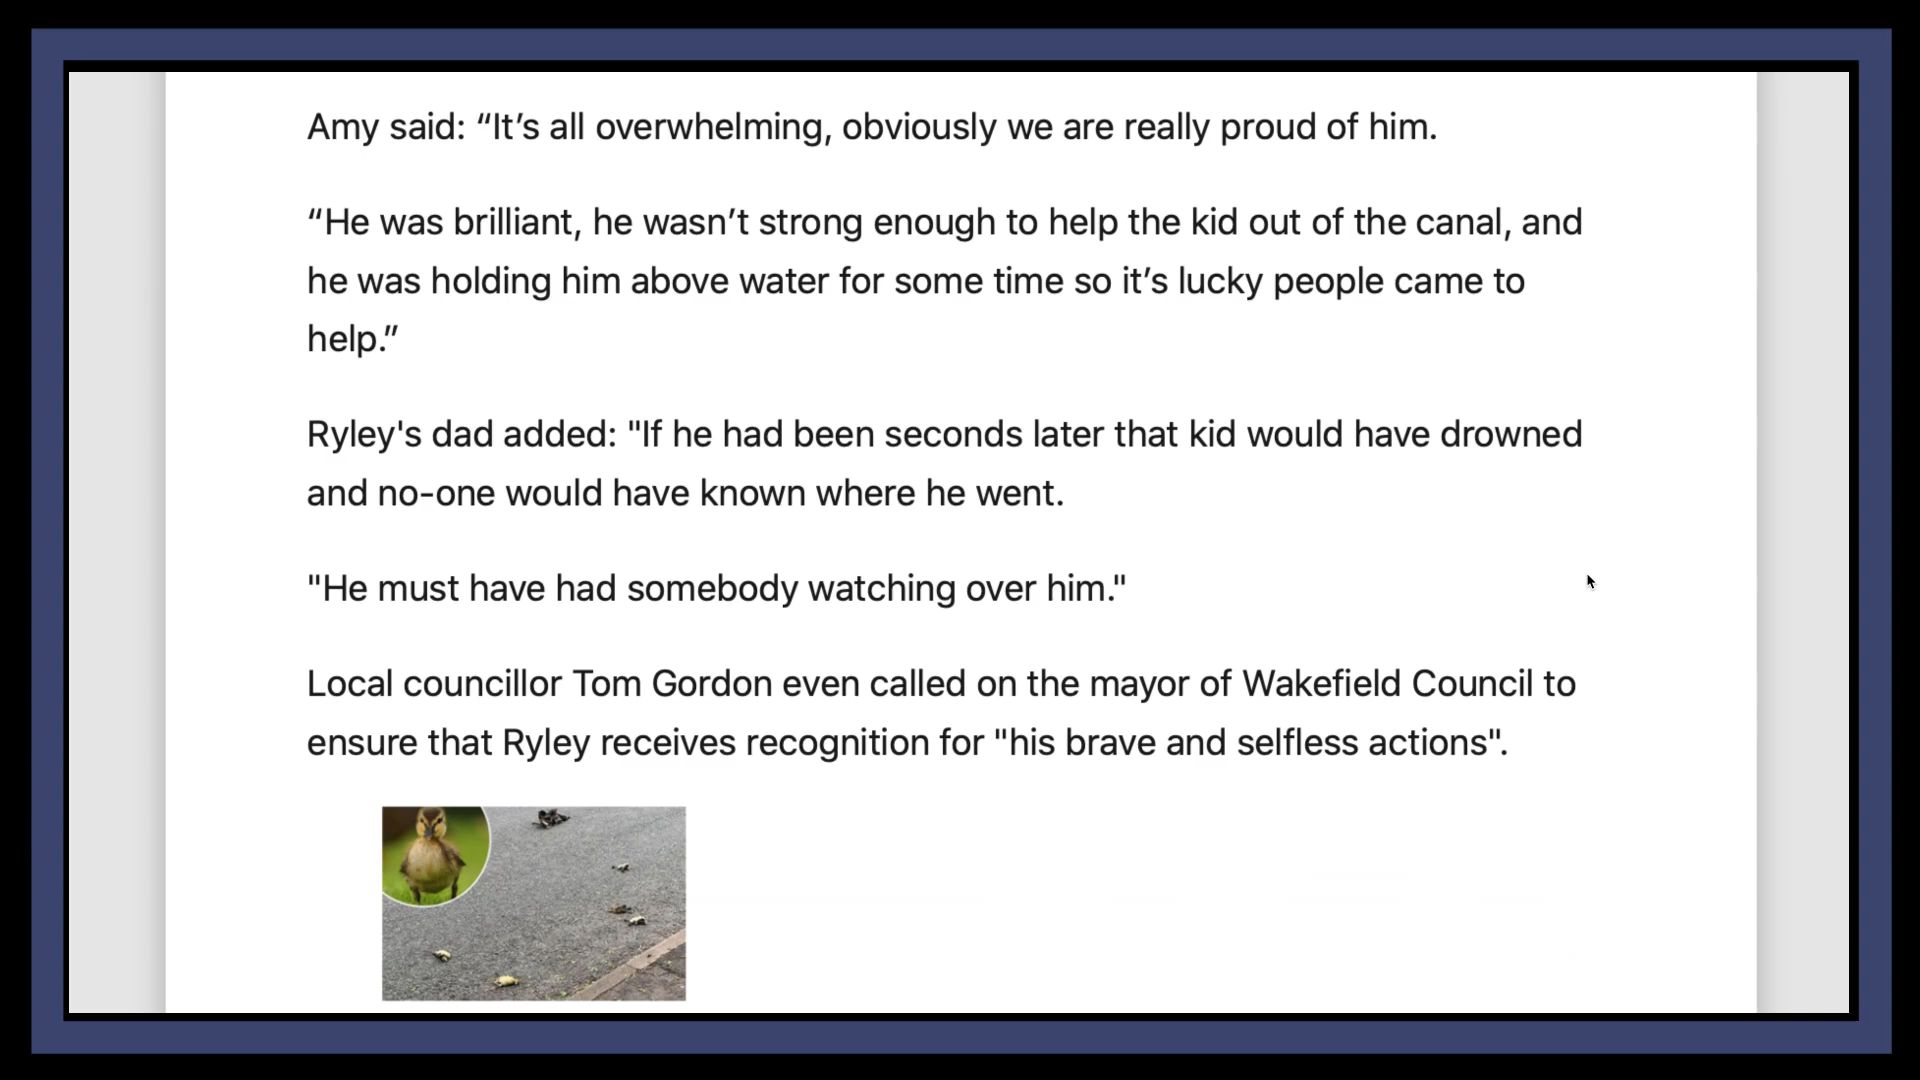 Amy said: “It’s all overwhelming, obviously we are really proud of him.
“He was brilliant, he wasn’t strong enough to help the kid out of the canal, and
he was holding him above water for some time so it’s lucky people came to
help.”
Ryley's dad added: "If he had been seconds later that kid would have drowned
and no-one would have known where he went.
"He must have had somebody watching over him."
Local councillor Tom Gordon even called on the mayor of Wakefield Council to
ensure that Ryley receives recognition for "his brave and selfless actions".